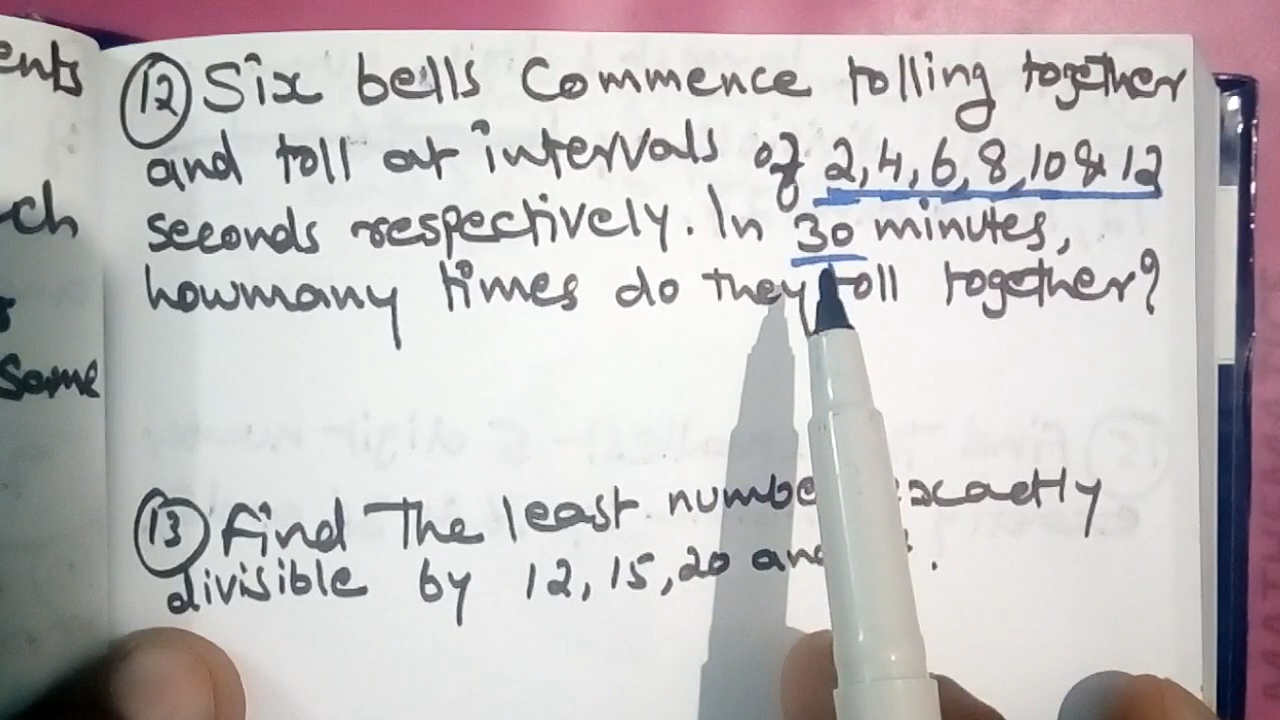 ents
ch
Same
12 Six bells Commence tolling together
and toll at intervals of 2,4,6,8,10 & 12
seconds respectively. In 30 minutes,
howmany times do they toll together?
13 Find The least number exactly
divisible by 12,15,20 and